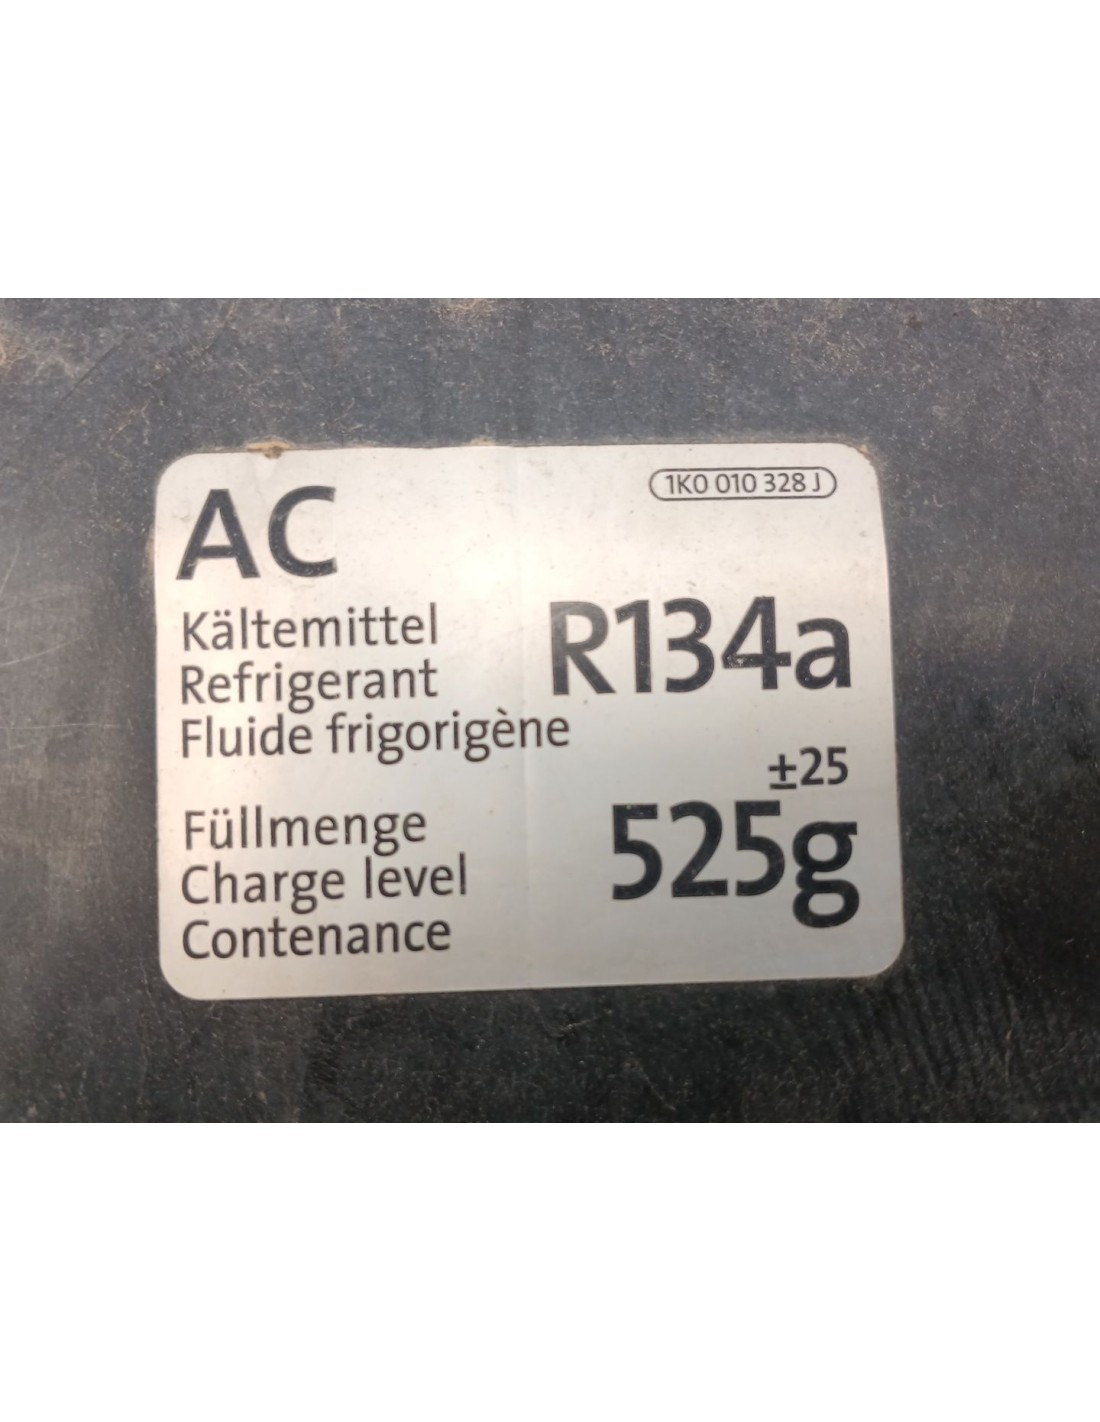 AC
1K0 010 328 J
Kältemittel
Refrigerant
Fluide frigorigène
R134a
Füllmenge
Charge level
Contenance
±25
525g